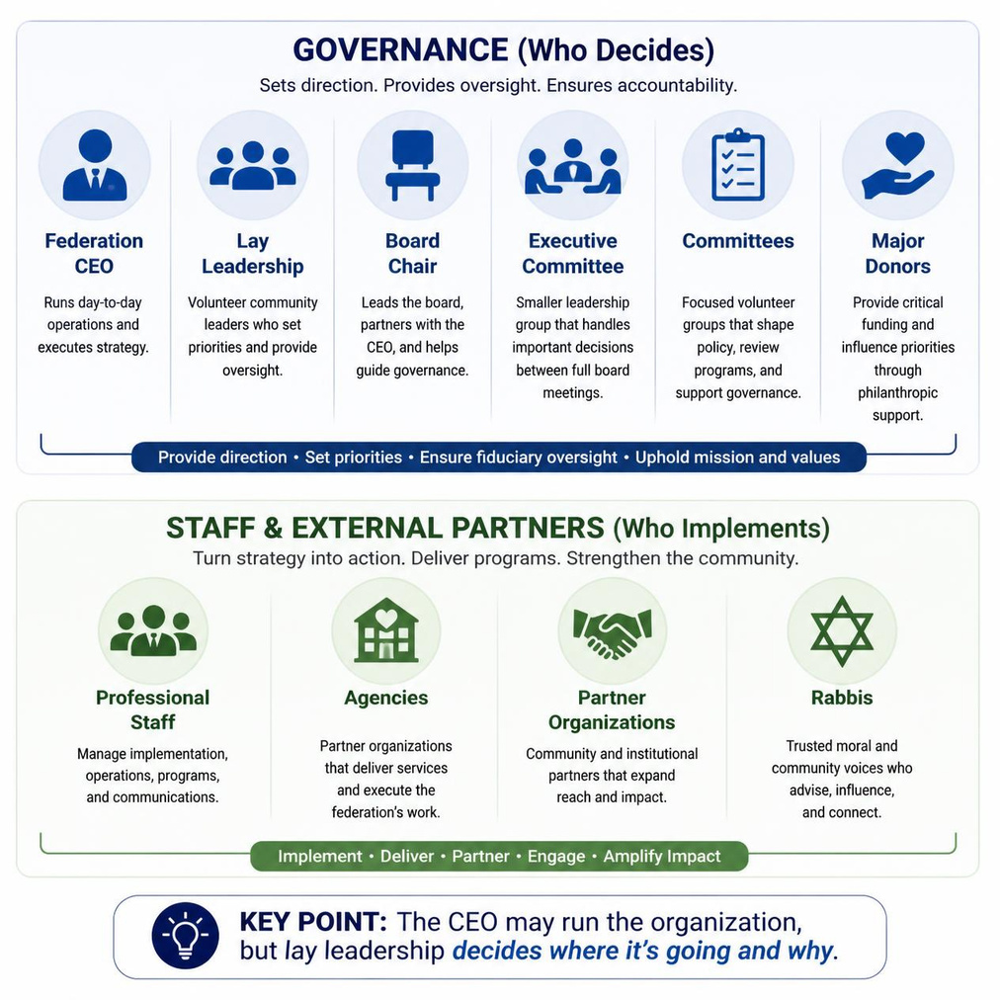 GOVERNANCE (Who Decides)
Sets direction. Provides oversight. Ensures accountability.
Federation
CEO
Runs day-to-day
operations and
executes strategy.
Lay
Leadership
Volunteer community
leaders who set
priorities and provide
oversight.
Board
Chair
Leads the board,
partners with the
CEO, and helps
guide governance.
Executive
Committee
Smaller leadership
group that handles
important decisions
between full board
meetings.
Committees
Focused volunteer
groups that shape
policy, review
programs, and
support governance.
Major
Donors
Provide critical
funding and
influence priorities
through
philanthropic
support.
Provide direction • Set priorities • Ensure fiduciary oversight • Uphold mission and values
STAFF & EXTERNAL PARTNERS (Who Implements)
Turn strategy into action. Deliver programs. Strengthen the community.
Professional
Staff
Manage implementation,
operations, programs,
and communications.
Agencies
Partner organizations
that deliver services
and execute the
federation's work.
Partner
Organizations
Community and institutional
partners that expand
reach and impact.
Rabbis
Trusted moral and
community voices who
advise, influence,
and connect.
Implement • Deliver • Partner • Engage • Amplify Impact
KEY POINT: The CEO may run the organization,
but lay leadership decides where it's going and why.